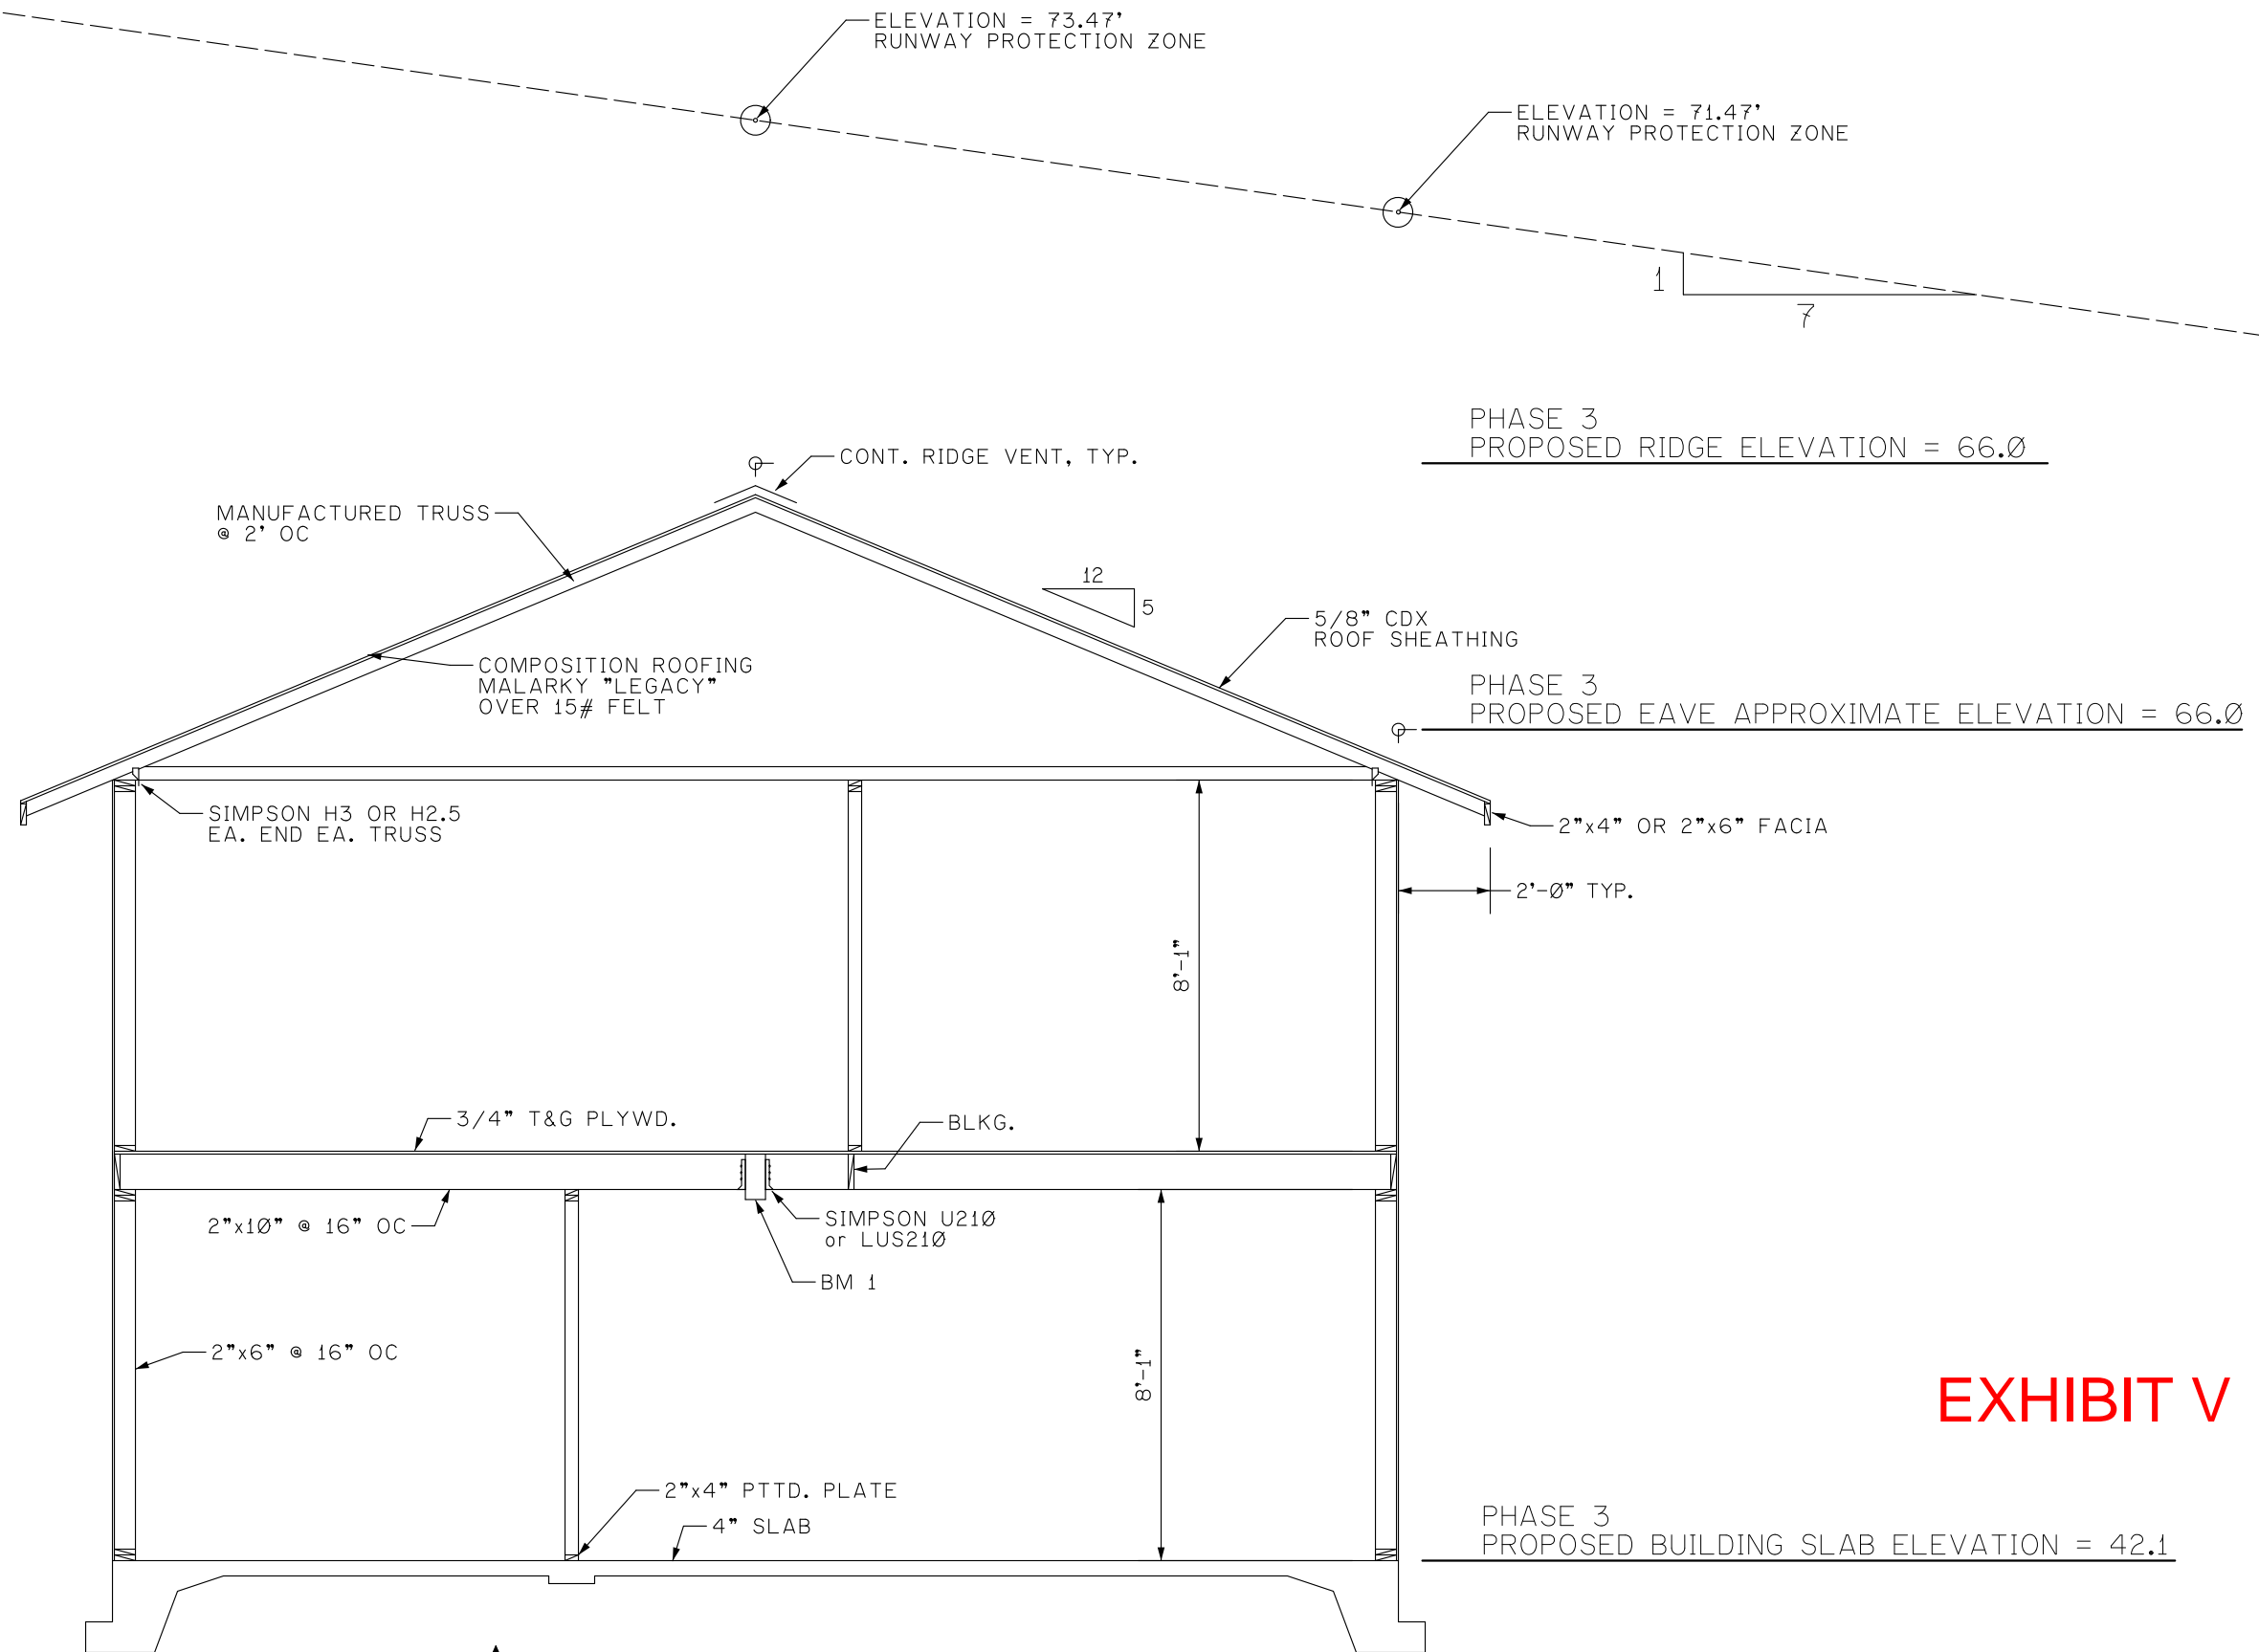 ELEVATION = 73.47'
RUNWAY PROTECTION ZONE
ELEVATION = 71.47'
RUNWAY PROTECTION ZONE
1
7
PHASE 3
PROPOSED RIDGE ELEVATION = 66.0
CONT. RIDGE VENT, TYP.
MANUFACTURED TRUSS
@ 2' OC
12
5
5/8" CDX
ROOF SHEATHING
COMPOSITION ROOFING
MALARKY "LEGACY"
OVER 15# FELT
PHASE 3
PROPOSED EAVE APPROXIMATE ELEVATION = 66.0
SIMPSON H3 OR H2.5
EA. END EA. TRUSS
2"x4" OR 2"x6" FACIA
2'-0" TYP.
8'-1"
3/4" T&G PLYWD.
BLKG.
2"x10" @ 16" OC
SIMPSON U210
or LUS210
BM 1
2"x6" @ 16" OC
8'-1"
EXHIBIT V
2"x4" PTTD. PLATE
4" SLAB
PHASE 3
PROPOSED BUILDING SLAB ELEVATION = 42.1